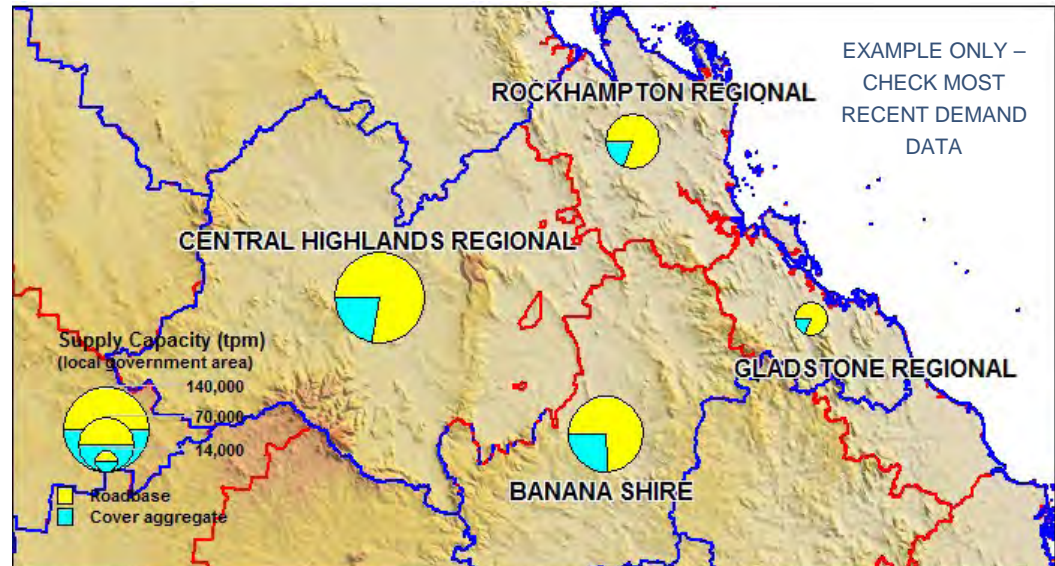 EXAMPLE ONLY –
CHECK MOST
RECENT DEMAND
DATA
ROCKHAMPTON REGIONAL
CENTRAL HIGHLANDS REGIONAL
GLADSTONE REGIONAL
BANANA SHIRE
Supply Capacity (tpm)
(local government area)
140,000
70,000
14,000
Roadbase
Cover aggregate